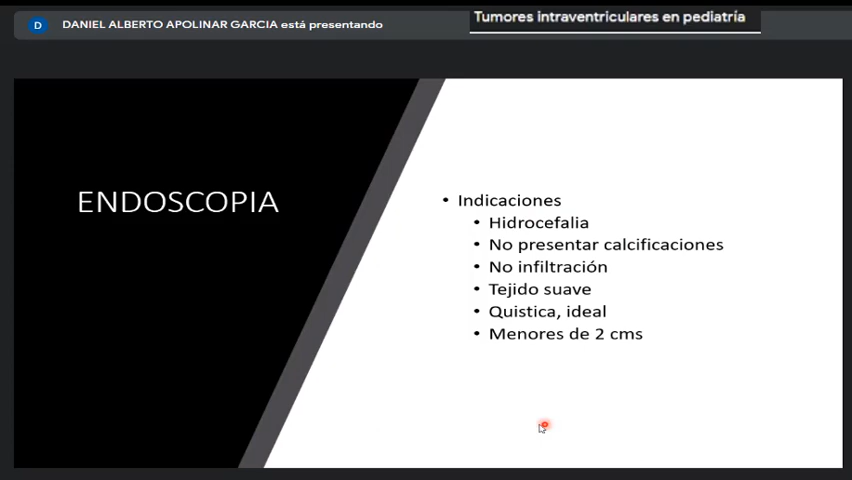 D
DANIEL ALBERTO APOLINAR GARCIA está presentando
Tumores intraventriculares en pediatría
ENDOSCOPIA
• Indicaciones
• Hidrocefalia
• No presentar calcificaciones
• No infiltración
• Tejido suave
• Quistica, ideal
• Menores de 2 cms